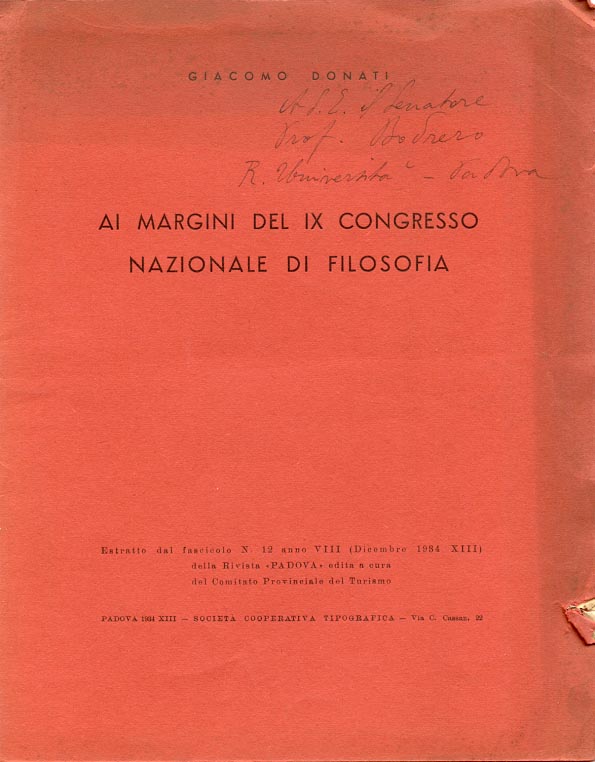 GIACOMO DONATI
A S. E. il Senatore
Prof. Bodrero
R. Università - Padova
AI MARGINI DEL IX CONGRESSO
NAZIONALE DI FILOSOFIA
Estratto dal fascicolo N. 12 anno VIII (Dicembre 1934 XIII)
della Rivista «PADOVA» edita a cura
del Comitato Provinciale del Turismo
PADOVA 1934 XIII — SOCIETÀ COOPERATIVA TIPOGRAFICA — Via C. Cassan, 22